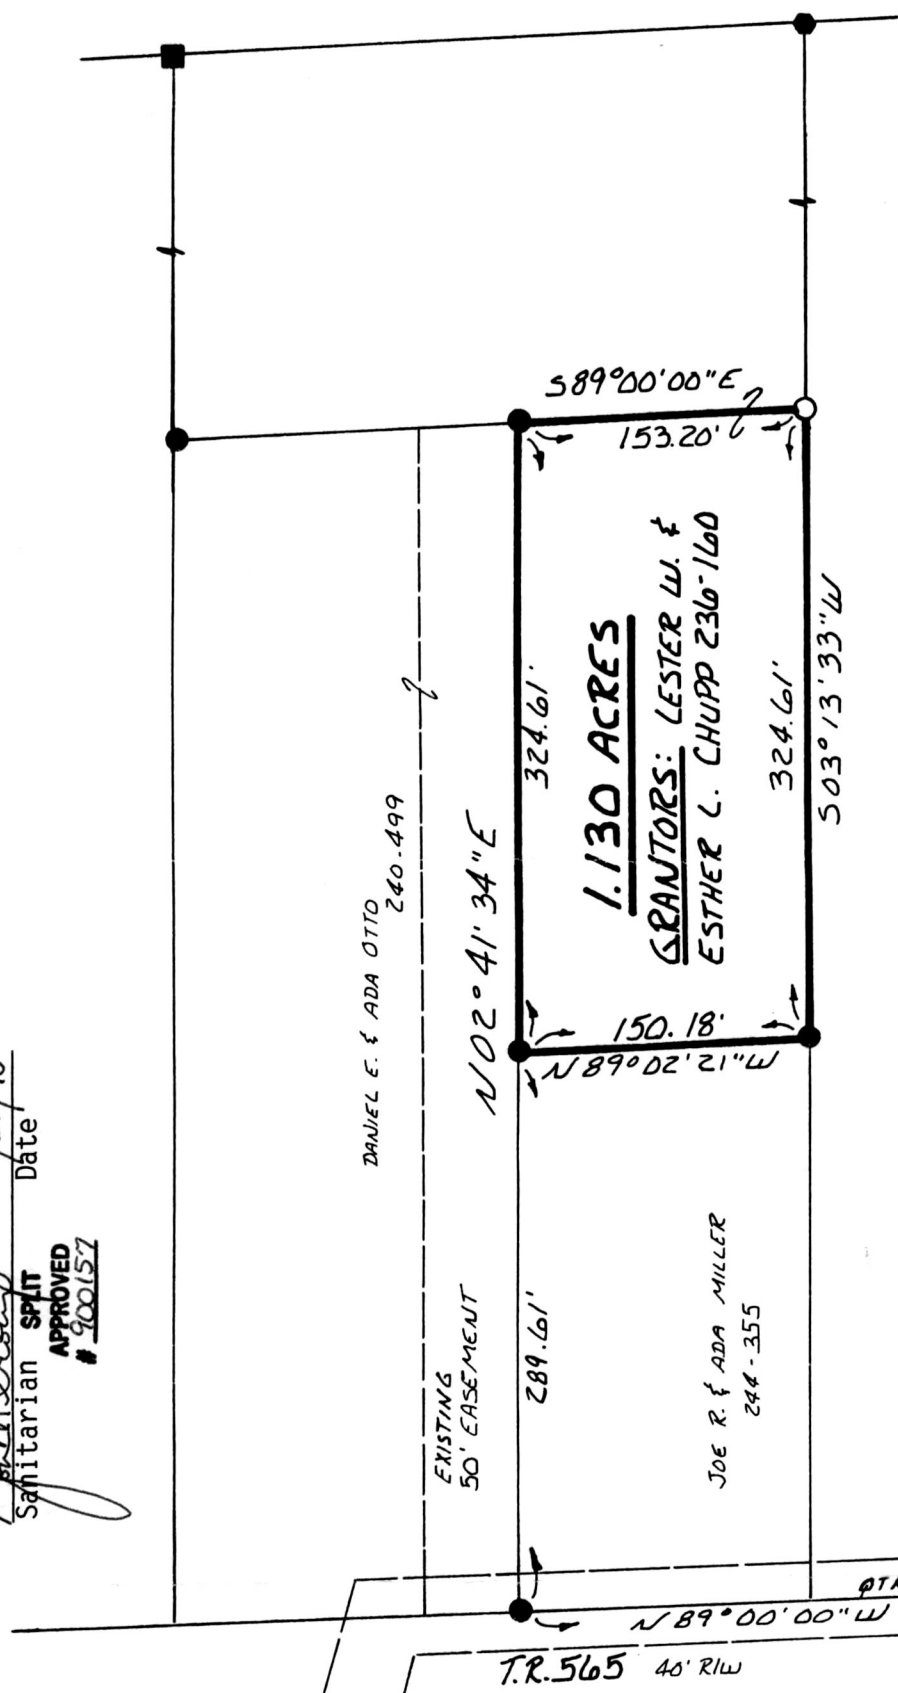 S89°00'00"E
153.20'
1.130 ACRES
GRANTORS: LESTER W. &
ESTHER L. CHUPP 236-160
324.61'
324.61'
S03°13'33"W
N02°41'34"E
DANIEL E. & ADA OTTO
240-499
150.18'
N89°02'21"W
Sanitarian Date
SPLIT
APPROVED
# 900157
EXISTING
50' EASEMENT
289.61'
JOE R. & ADA MILLER
244-355
N89°00'00"W
T.R. 565 40' R/W